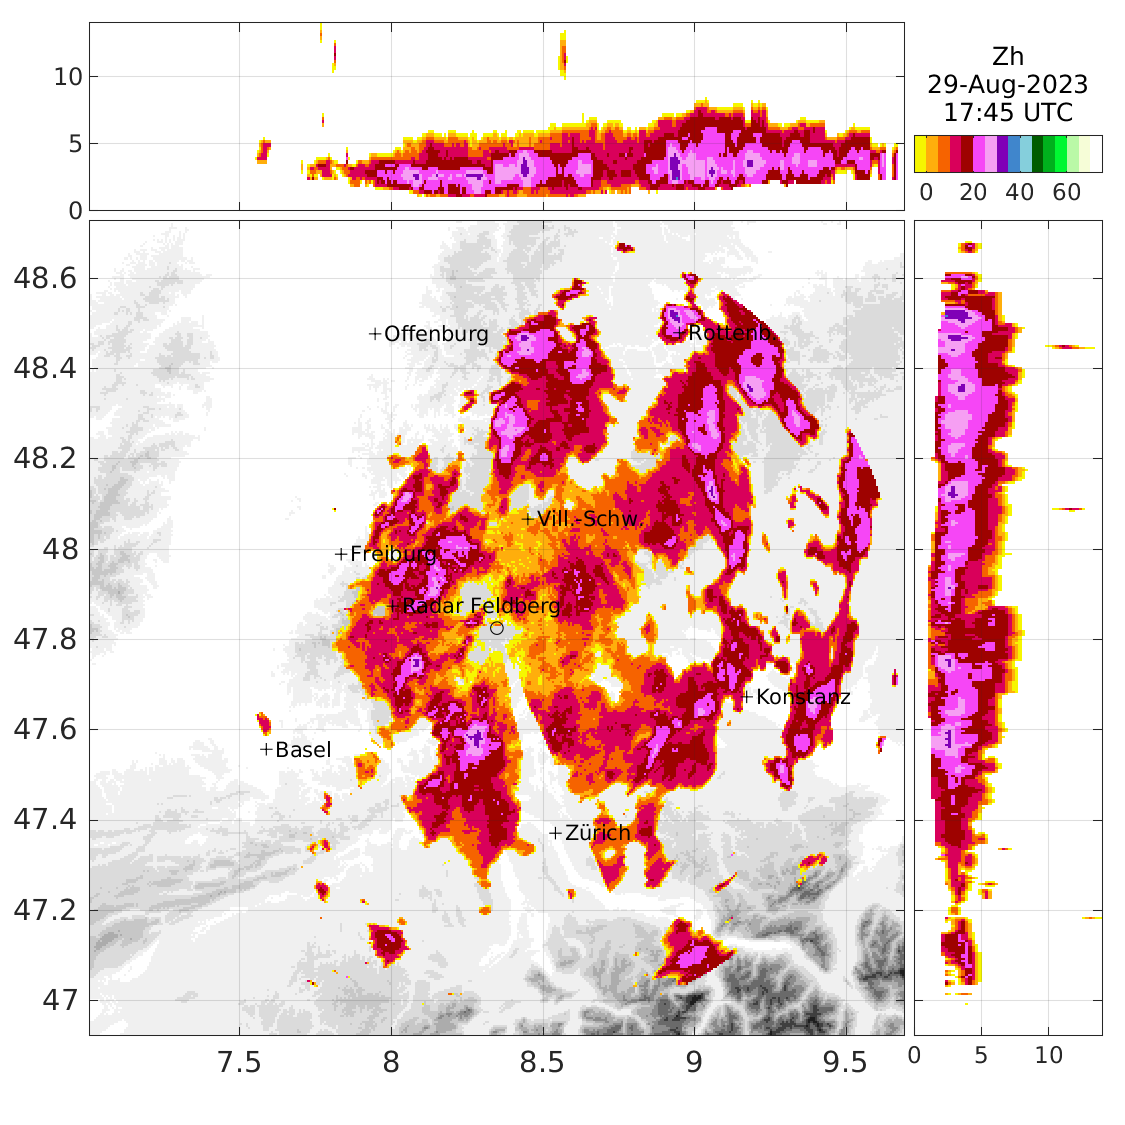 10
5
0
Zh
29-Aug-2023
17:45 UTC
0 20 40 60
48.6
48.4
48.2
48
47.8
47.6
47.4
47.2
47
+Offenburg
+Rottenb.
+Vill.-Schw.
+Freiburg
+Radar Feldberg
+Konstanz
+Basel
+Zürich
7.5 8 8.5 9 9.5
0 5 10